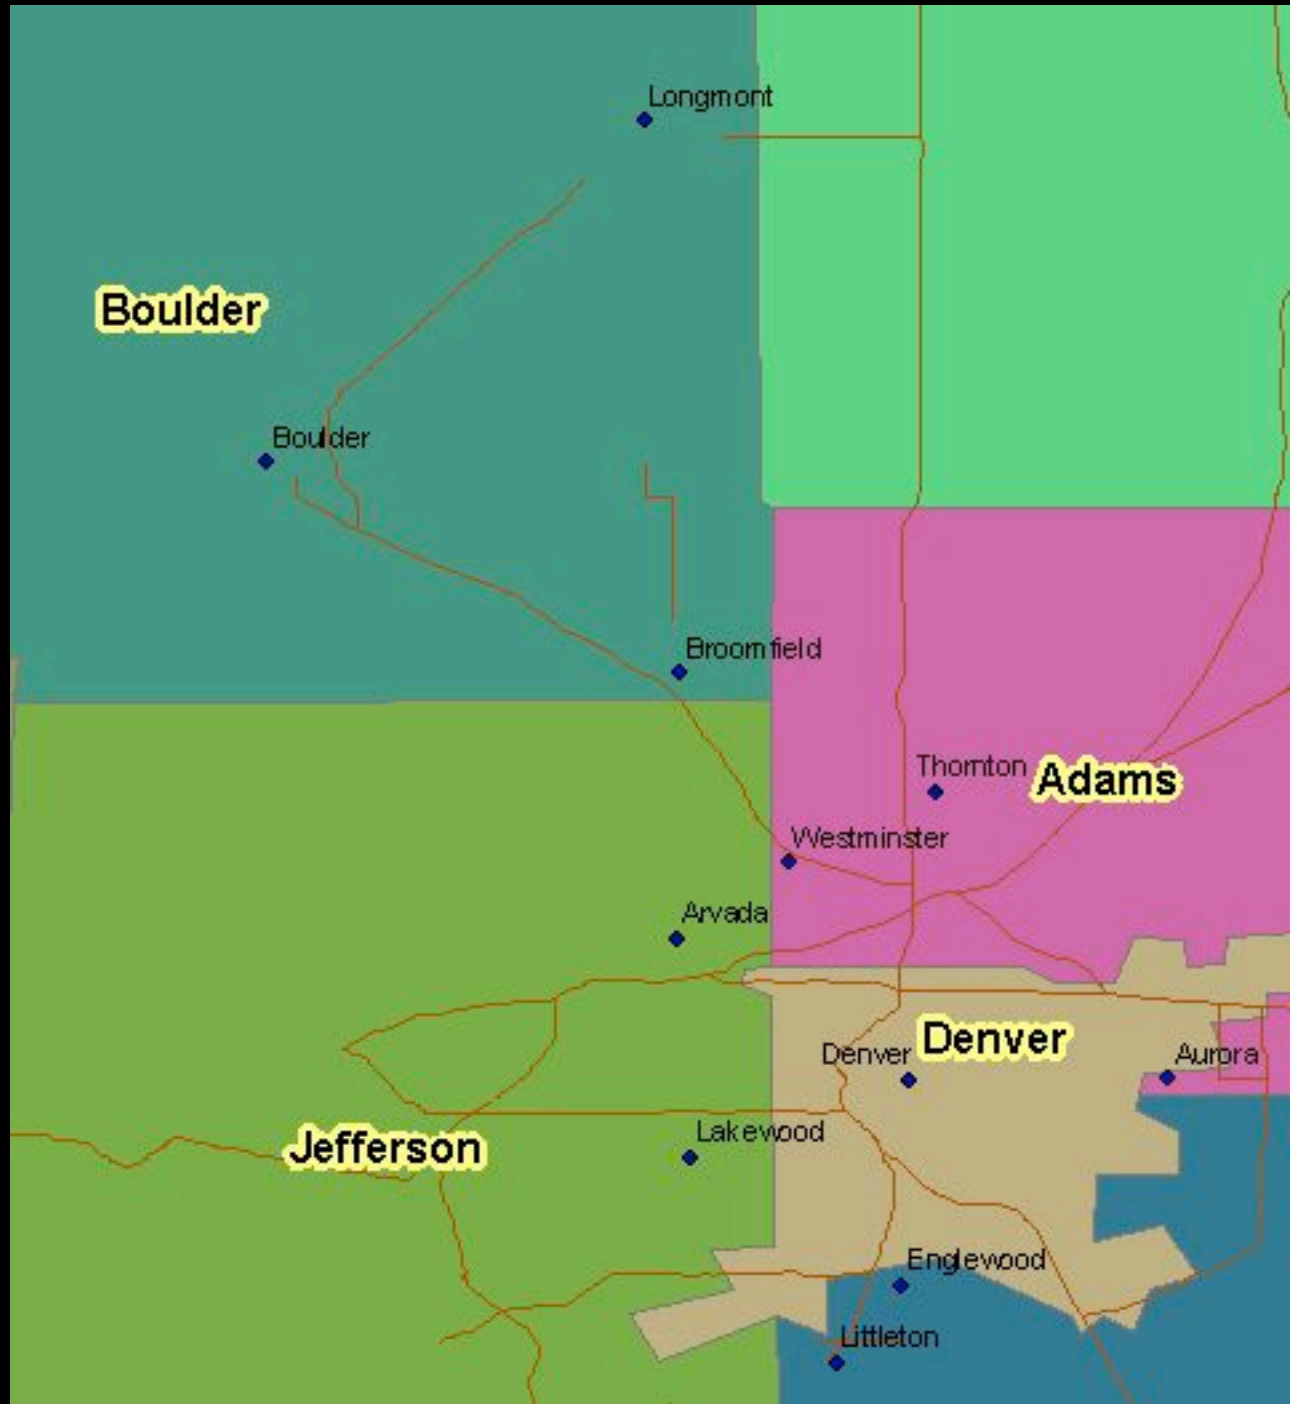 Longmont
Boulder
Boulder
Broomfield
Thornton
Adams
Westminster
Arvada
Denver
Denver
Aurora
Lakewood
Jefferson
Englewood
Littleton